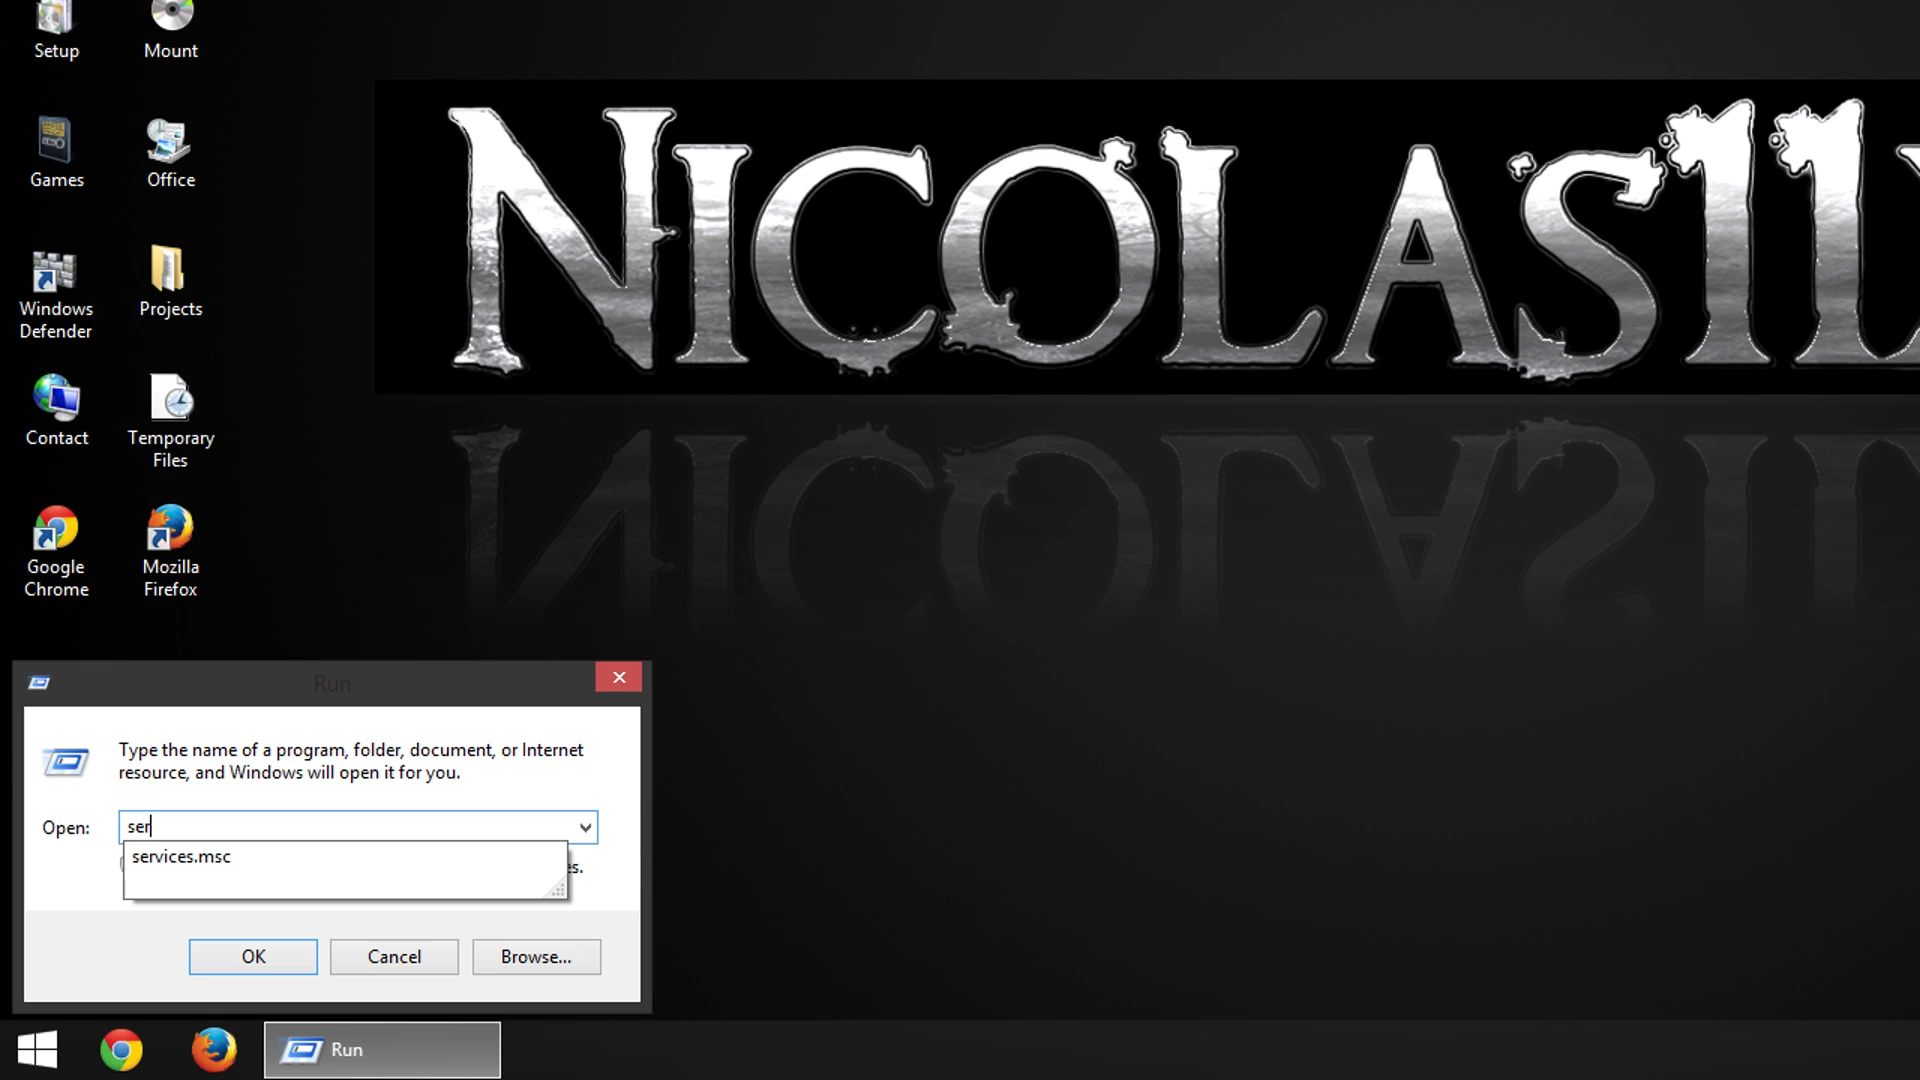 Setup
Mount
NICOLAS11
Games
Office
Windows
Defender
Projects
Contact
Temporary
Files
Google
Chrome
Mozilla
Firefox
Run
Type the name of a program, folder, document, or Internet
resource, and Windows will open it for you.
Open:
ser
services.msc
OK
Cancel
Browse...
Run